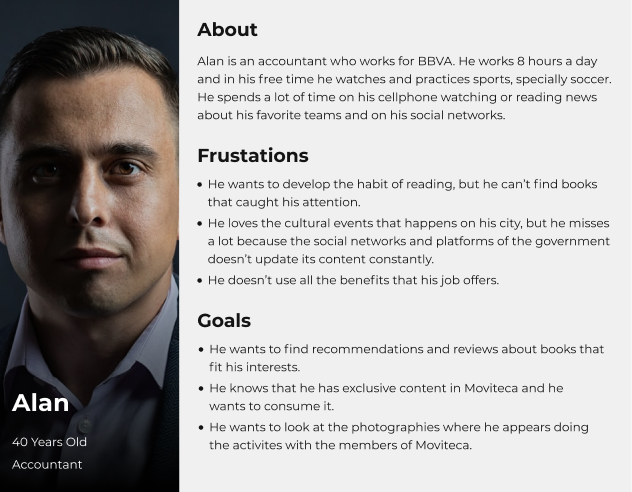 About
Alan is an accountant who works for BBVA. He works 8 hours a day
and in his free time he watches and practices sports, specially soccer.
He spends a lot of time on his cellphone watching or reading news
about his favorite teams and on his social networks.
Frustations
• He wants to develop the habit of reading, but he can't find books
that caught his attention.
• He loves the cultural events that happens on his city, but he misses
a lot because the social networks and platforms of the government
doesn't update its content constantly.
• He doesn't use all the benefits that his job offers.
Goals
• He wants to find recommendations and reviews about books that
fit his interests.
• He knows that he has exclusive content in Moviteca and he
wants to consume it.
• He wants to look at the photographies where he appears doing
the activites with the members of Moviteca.
Alan
40 Years Old
Accountant